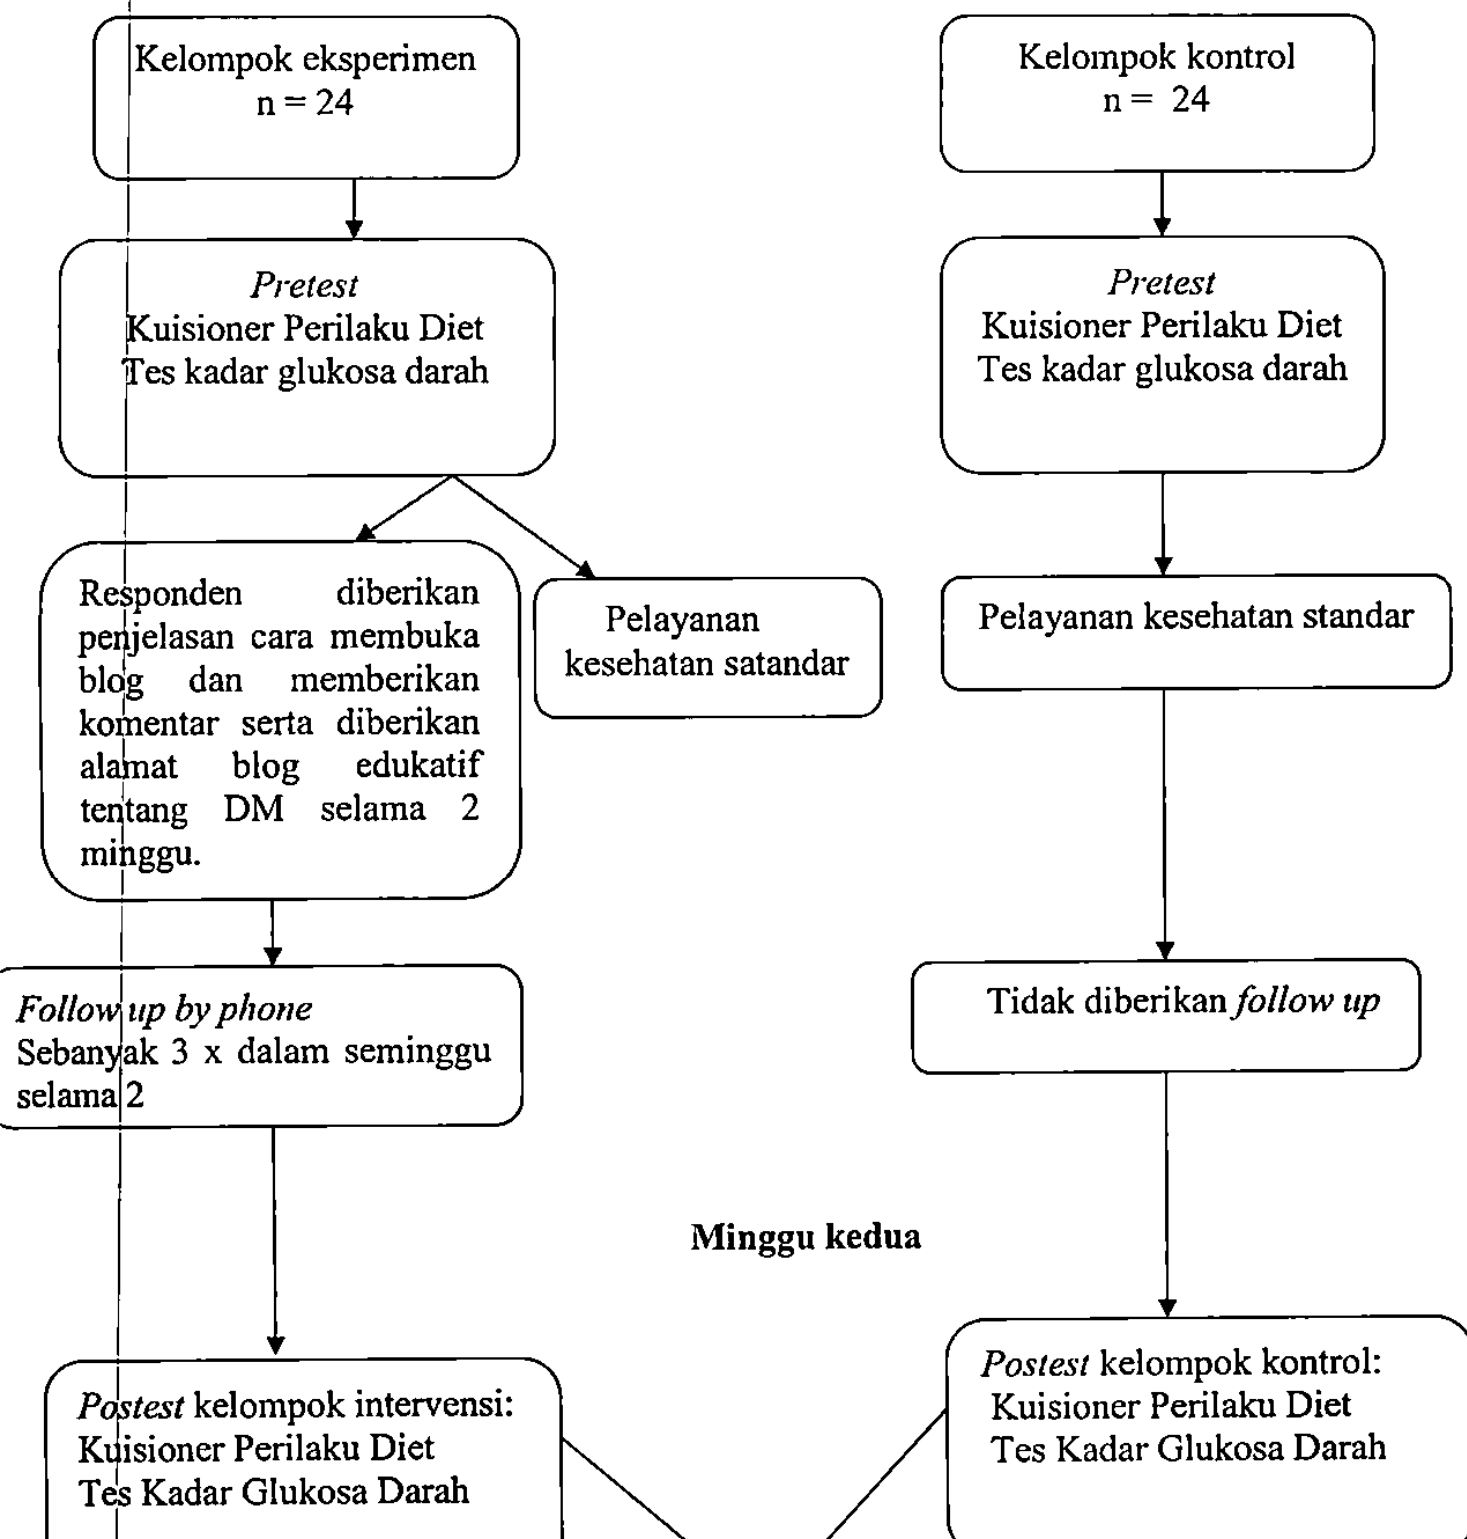 Kelompok eksperimen
n = 24
Kelompok kontrol
n = 24
Pretest
Kuisioner Perilaku Diet
Tes kadar glukosa darah
Pretest
Kuisioner Perilaku Diet
Tes kadar glukosa darah
Responden diberikan
penjelasan cara membuka
blog dan memberikan
komentar serta diberikan
alamat blog edukatif
tentang DM selama 2
minggu.
Pelayanan
kesehatan satandar
Pelayanan kesehatan standar
Follow up by phone
Sebanyak 3 x dalam seminggu
selama 2
Tidak diberikan follow up
Minggu kedua
Postest kelompok intervensi:
Kuisioner Perilaku Diet
Tes Kadar Glukosa Darah
Postest kelompok kontrol:
Kuisioner Perilaku Diet
Tes Kadar Glukosa Darah